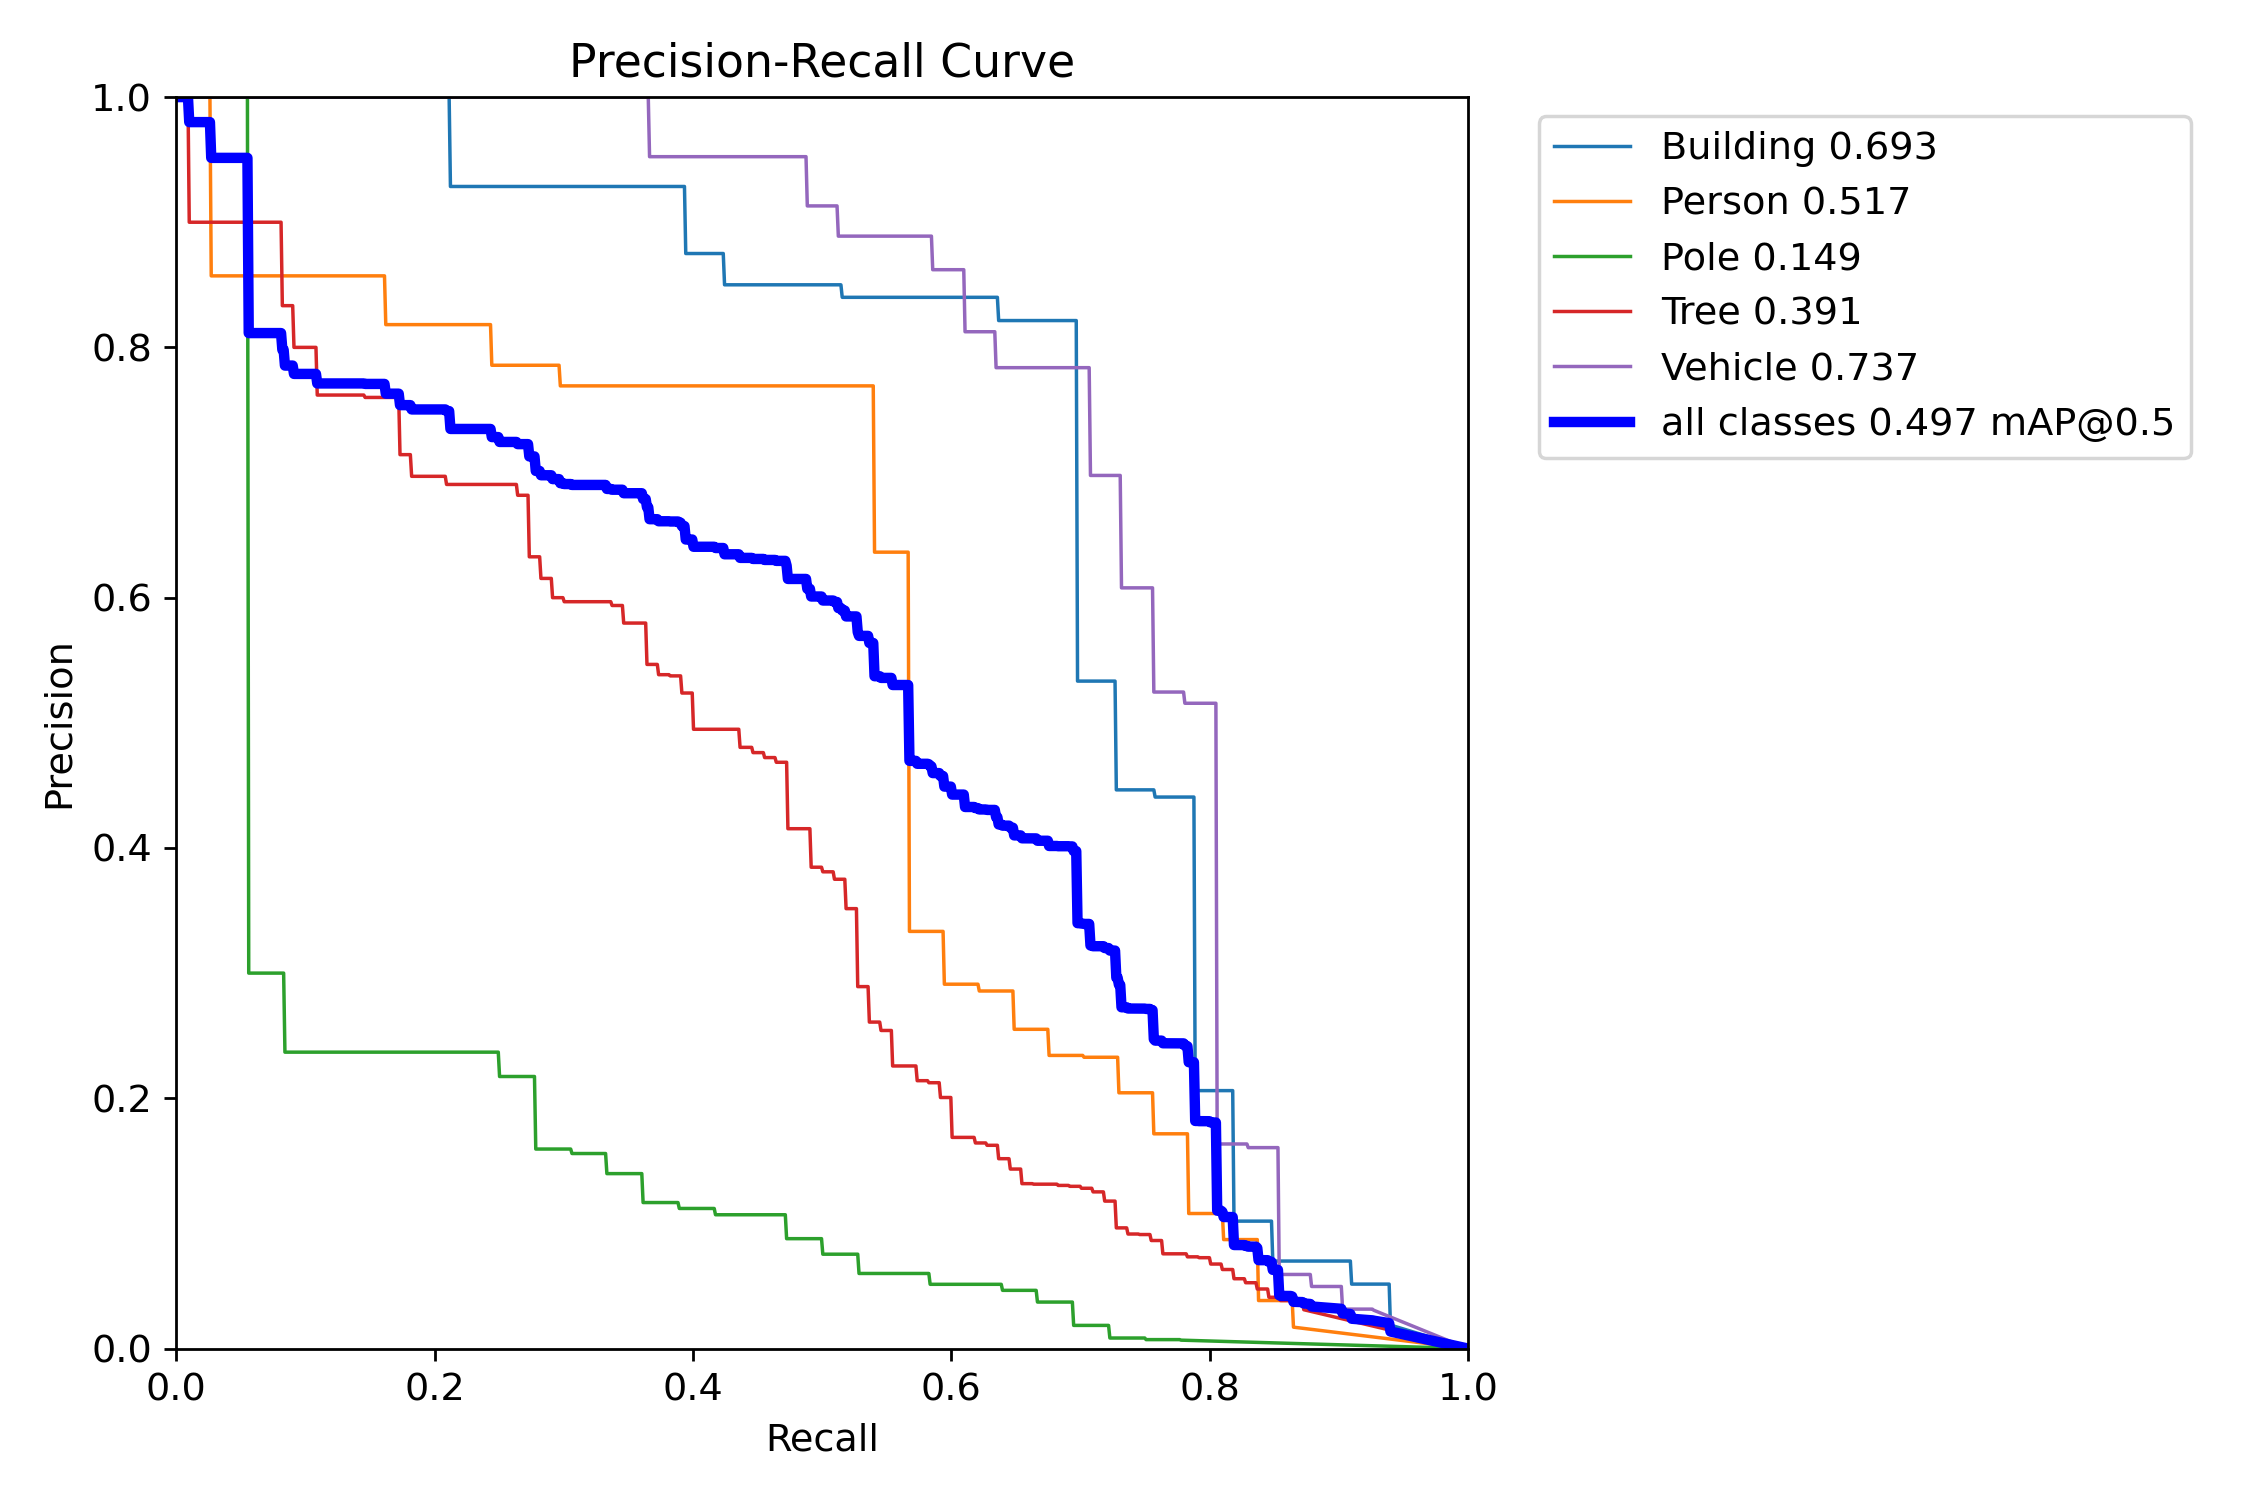 Precision-Recall Curve
1.0
0.8
0.6
0.4
0.2
0.0
Precision
0.0 0.2 0.4 0.6 0.8 1.0
Recall
Building 0.693
Person 0.517
Pole 0.149
Tree 0.391
Vehicle 0.737
all classes 0.497 mAP@0.5